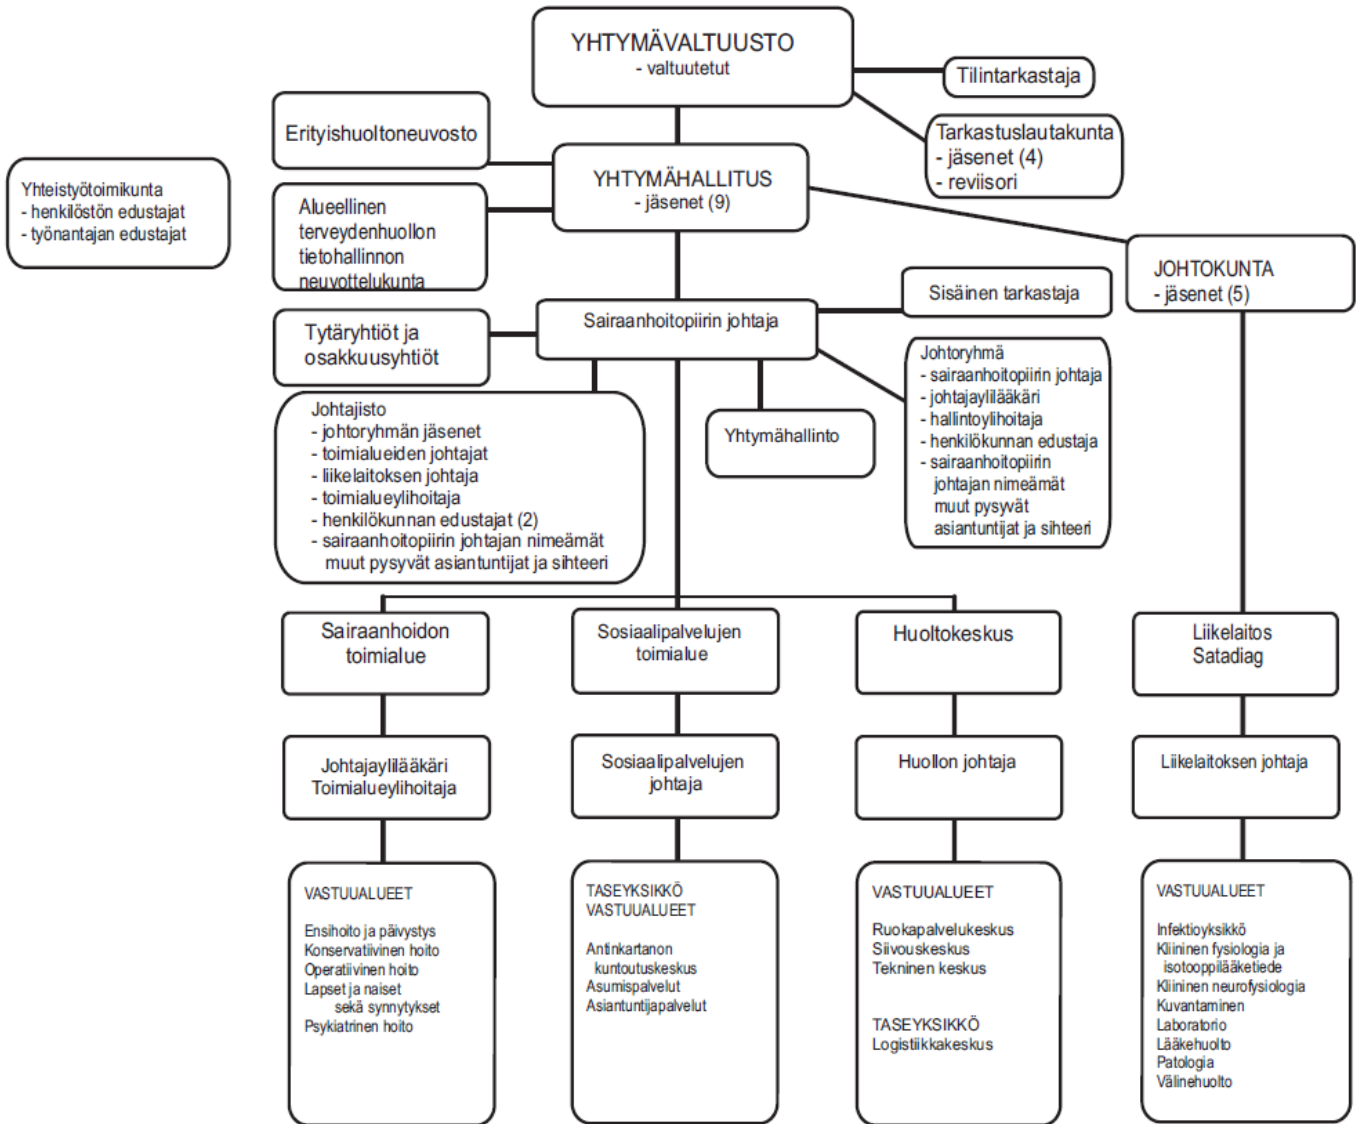 YHTYMÄVALTUUSTO
- valtuutetut
Tilintarkastaja
Tarkastuslautakunta
- jäsenet (4)
- reviisori
Erityishuoltoneuvosto
YHTYMÄHALLITUS
- jäsenet (9)
Yhteistyötoimikunta
- henkilöstön edustajat
- työnantajan edustajat
Alueellinen
terveydenhuollon
tietohallinnon
neuvottelukunta
JOHTOKUNTA
- jäsenet (5)
Sisäinen tarkastaja
Sairaanhoitopiirin johtaja
Tytäryhtiöt ja
osakkuusyhtiöt
Johtoryhmä
- sairaanhoitopiirin johtaja
- johtajaylilääkäri
- hallintoylihoitaja
- henkilökunnan edustaja
- sairaanhoitopiirin
johtajan nimeämät
muut pysyvät
asiantuntijat ja sihteeri
Johtajisto
- johtoryhmän jäsenet
- toimialueiden johtajat
- liikelaitoksen johtaja
- toimialueylihoitaja
- henkilökunnan edustajat (2)
- sairaanhoitopiirin johtajan nimeämät
muut pysyvät asiantuntijat ja sihteeri
Yhtymähallinto
Sairaanhoidon
toimialue
Sosiaalipalvelujen
toimialue
Huoltokeskus
Liikelaitos
Satadiag
Johtajaylilääkäri
Toimialueylihoitaja
Sosiaalipalvelujen
johtaja
Huollon johtaja
Liikelaitoksen johtaja
VASTUUALUEET
Ensihoito ja päivystys
Konservatiivinen hoito
Operatiivinen hoito
Lapset ja naiset
sekä synnytykset
Psykiatrinen hoito
TASEYKSIKKÖ
VASTUUALUEET
Antinkartanon
kuntoutuskeskus
Asumispalvelut
Asiantuntijapalvelut
VASTUUALUEET
Ruokapalvelukeskus
Siivouskeskus
Tekninen keskus
TASEYKSIKKÖ
Logistiikkakeskus
VASTUUALUEET
Infektioyksikkö
Kliininen fysiologia ja
isotooppilääketiede
Kliininen neurofysiologia
Kuvantaminen
Laboratorio
Lääkehuolto
Patologia
Välinehuolto